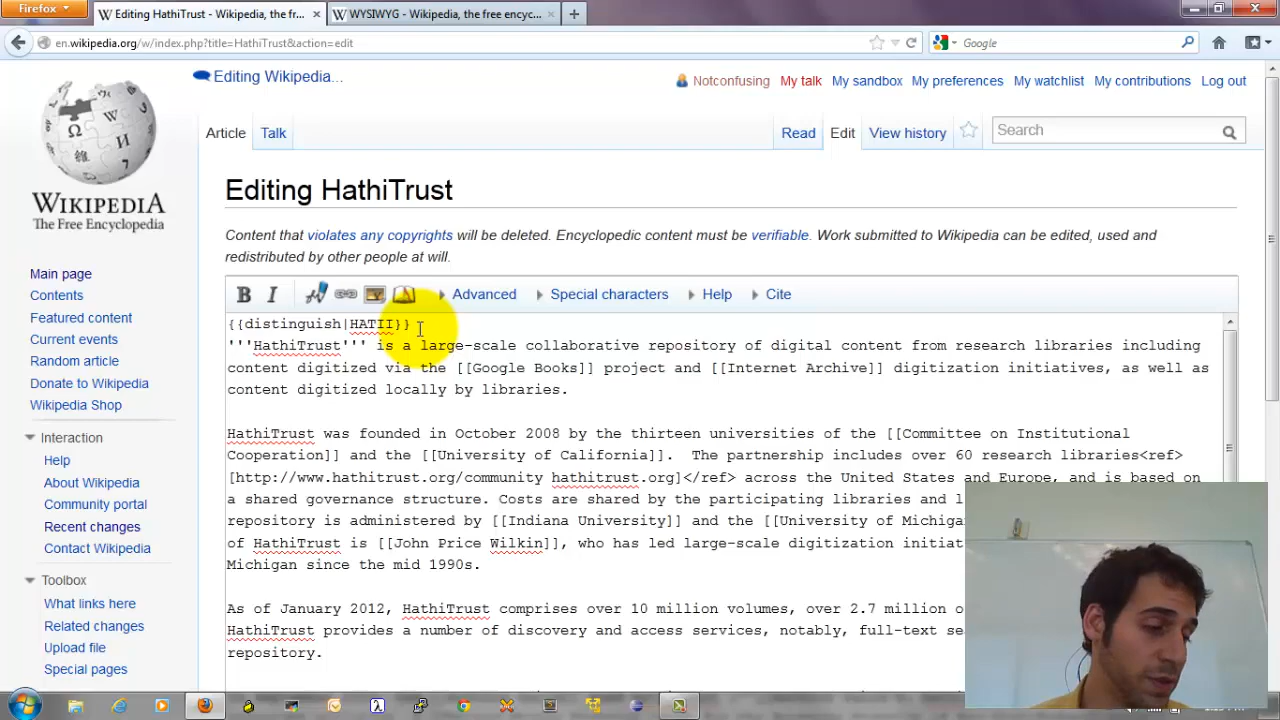 Firefox
HathiTrust - Wikipedia, the fr...
WYSIWYG - Wikipedia, the free encyc...
en.wikipedia.org/w/index.php?title=HathiTrust&action=edit
Google
Editing Wikipedia...
Notconfusing My talk My sandbox My preferences My watchlist My contributions Log out
Article Talk Read Edit View history Search
WIKIPEDIA
The Free Encyclopedia
Editing HathiTrust
Content that violates any copyrights will be deleted. Encyclopedic content must be verifiable. Work submitted to Wikipedia can be edited, used and
redistributed by other people at will.
Main page
Contents
Featured content
Current events
Random article
Donate to Wikipedia
Wikipedia Shop
Interaction
Help
About Wikipedia
Community portal
Recent changes
Contact Wikipedia
Toolbox
What links here
Related changes
Upload file
Special pages
B I Advanced Special characters Help Cite
{{distinguish|HATII}}
'''HathiTrust''' is a large-scale collaborative repository of digital content from research libraries including
content digitized via the [[Google Books]] project and [[Internet Archive]] digitization initiatives, as well as
content digitized locally by libraries.
HathiTrust was founded in October 2008 by the thirteen universities of the [[Committee on Institutional
Cooperation]] and the [[University of California]]. The partnership includes over 60 research libraries<ref>
[http://www.hathitrust.org/community hathitrust.org]</ref> across the United States and Europe, and is based on
a shared governance structure. Costs are shared by the participating libraries and
repository is administered by [[Indiana University]] and the [[University of Michigan
of HathiTrust is [[John Price Wilkin]], who has led large-scale digitization
Michigan since the mid 1990s.
As of January 2012, HathiTrust comprises over 10 million volumes, over 2.7 million
HathiTrust provides a number of discovery and access services, notably, full-text
repository.